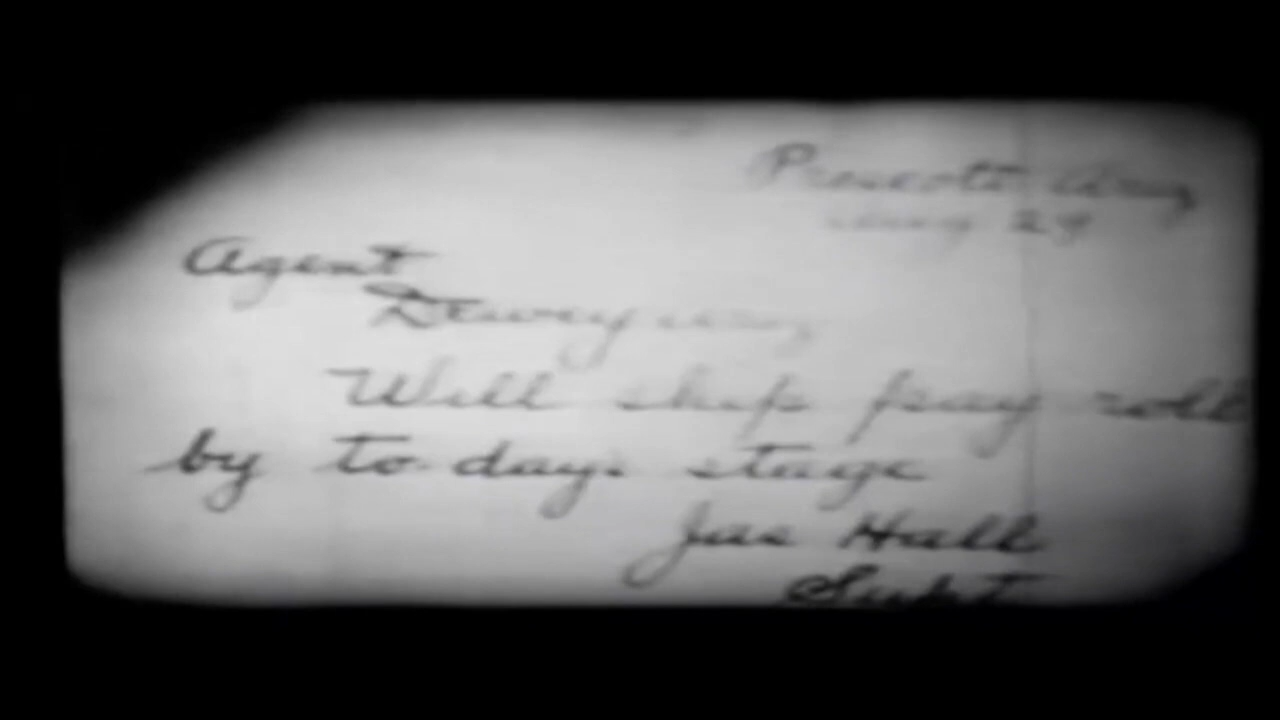 Prescott Ariz
Aug 29
Agent
Dewey Ariz
Will ship pay roll
by to-days stage
Jas Hall
Supt